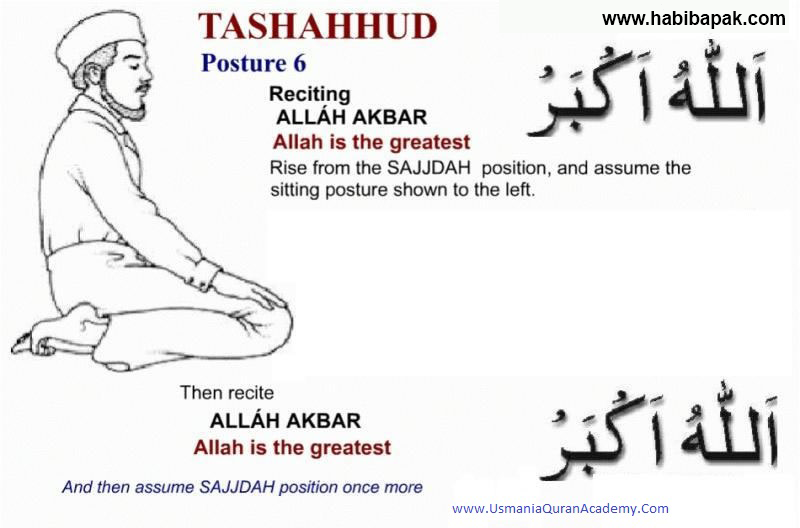 www.habibapak.com
TASHAHHUD
Posture 6
Reciting
ALLÁH AKBAR
Allah is the greatest
اَللّٰهُ اَكْبَرُ
Rise from the SAJJDAH position, and assume the
sitting posture shown to the left.
Then recite
ALLÁH AKBAR
Allah is the greatest
اَللّٰهُ اَكْبَرُ
And then assume SAJJDAH position once more
www.UsmaniaQuranAcademy.Com